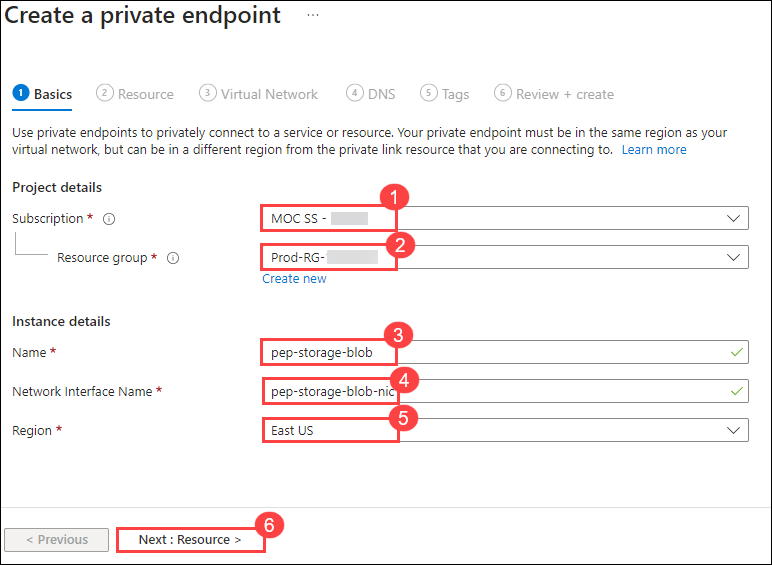 Create a private endpoint ...
1 Basics 2 Resource 3 Virtual Network 4 DNS 5 Tags 6 Review + create
Use private endpoints to privately connect to a service or resource. Your private endpoint must be in the same region as your
virtual network, but can be in a different region from the private link resource that you are connecting to. Learn more
Project details
1
Subscription * MOC SS -
2
Resource group * Prod-RG-
Create new
Instance details
3
Name * pep-storage-blob
4
Network Interface Name * pep-storage-blob-nic
5
Region * East US
6
< Previous Next : Resource >